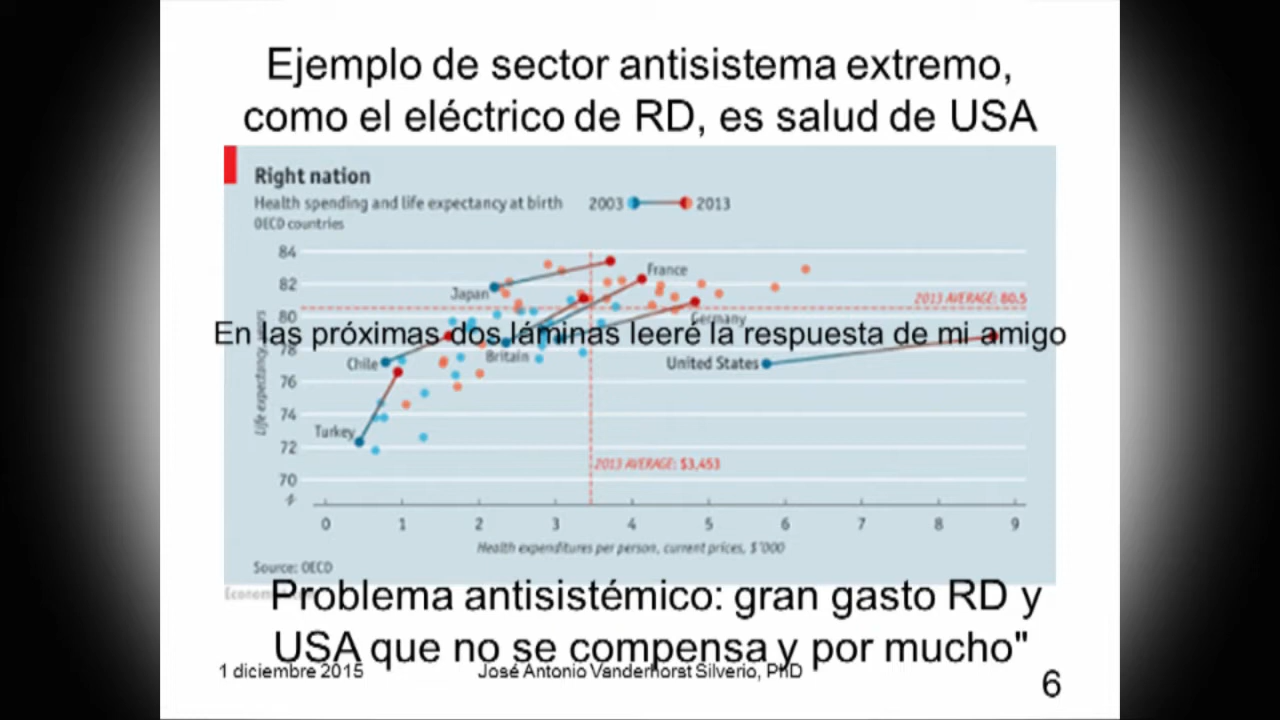 Ejemplo de sector antisistema extremo,
como el eléctrico de RD, es salud de USA
Right nation
Health spending and life expectancy at birth 2003 2013
OECD countries
84
82
80
78
76
74
72
70
Life expectancy, years
Japan
France
2013 AVERAGE: 80.5
Germany
En las próximas dos láminas leeré la respuesta de mi amigo
Britain
Chile
United States
Turkey
2013 AVERAGE: $3,453
0 1 2 3 4 5 6 7 8 9
Health expenditures per person, current prices, $'000
Source: OECD
Problema antisistémico: gran gasto RD y
USA que no se compensa y por mucho"
1 diciembre 2015 José Antonio Vanderhorst Silverio, PhD
6